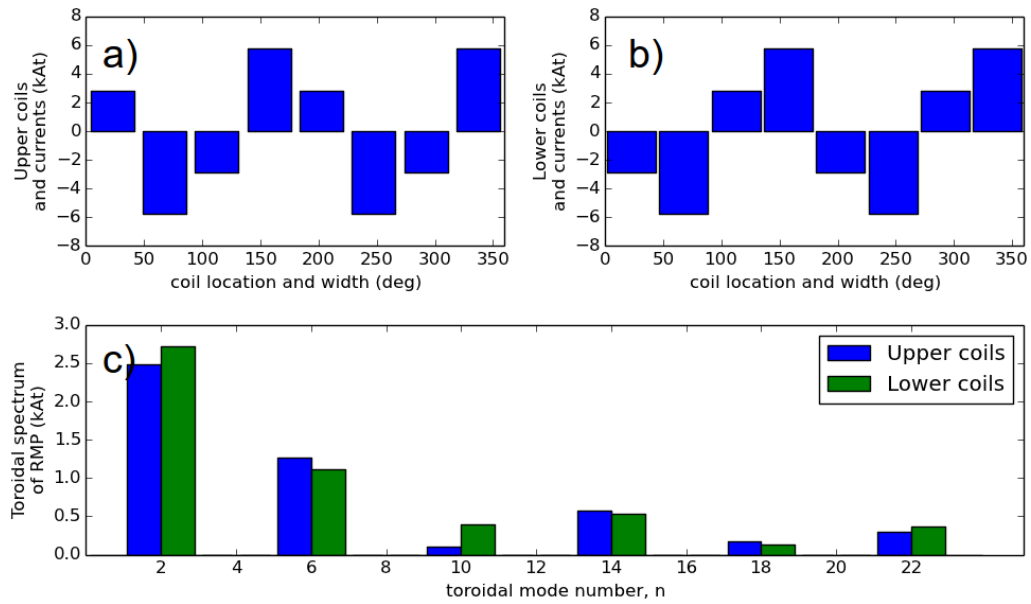 a)
8
6
4
2
0
−2
−4
−6
−8
Upper coils
and currents (kAt)
0 50 100 150 200 250 300 350
coil location and width (deg)
b)
8
6
4
2
0
−2
−4
−6
−8
Lower coils
and currents (kAt)
0 50 100 150 200 250 300 350
coil location and width (deg)
c)
3.0
2.5
2.0
1.5
1.0
0.5
0.0
Toroidal spectrum
of RMP (kAt)
Upper coils
Lower coils
2 4 6 8 10 12 14 16 18 20 22
toroidal mode number, n